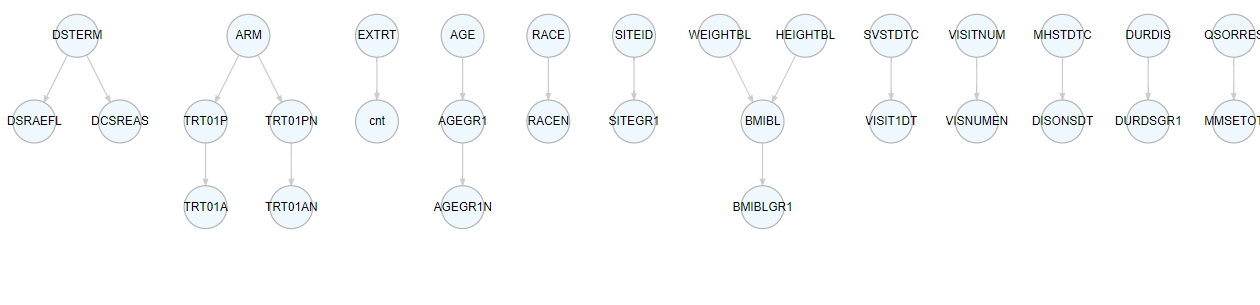 DSTERM ARM EXTRT AGE RACE SITEID WEIGHTBL HEIGHTBL SVSTDTC VISITNUM MHSTDTC DURDIS QSORRES
DSRAEFL DCSREAS TRT01P TRT01PN cnt AGEGR1 RACEN SITEGR1 BMIBL VISIT1DT VISNUMEN DISONSDT DURDSGR1 MMSETOT
TRT01A TRT01AN AGEGR1N BMIBLGR1